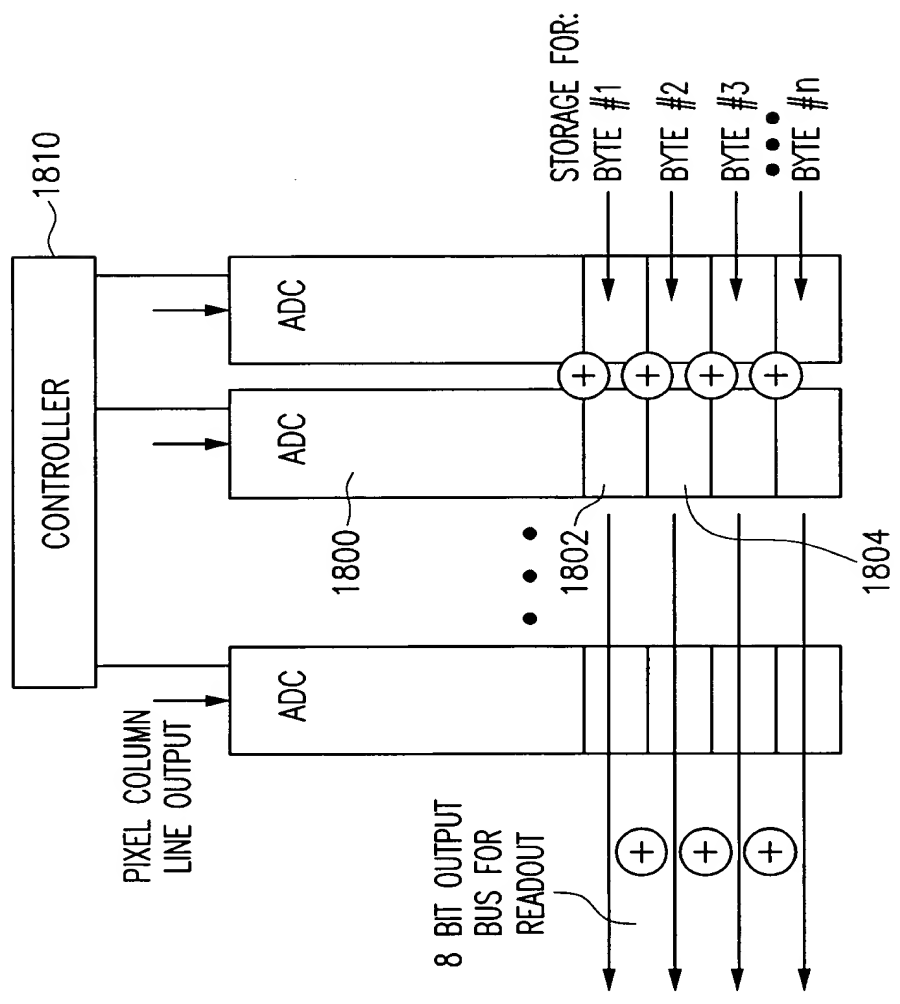 CONTROLLER
1810
PIXEL COLUMN
LINE OUTPUT
ADC
ADC
ADC
1800
STORAGE FOR:
BYTE #1
BYTE #2
BYTE #3
BYTE #n
1802
1804
8 BIT OUTPUT
BUS FOR
READOUT
+
+
+
+
+
+
+